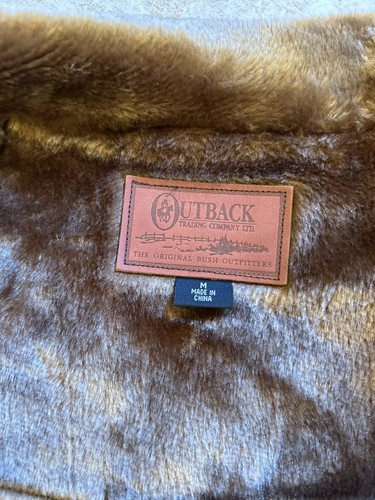 OUTBACK
TRADING COMPANY LTD.
THE ORIGINAL BUSH OUTFITTERS
M
MADE IN
CHINA